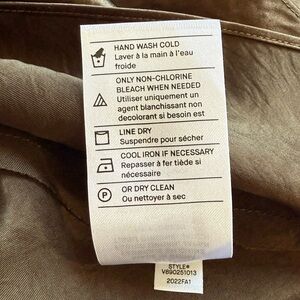 HAND WASH COLD
Laver à la main à l'eau
froide
ONLY NON-CHLORINE
BLEACH WHEN NEEDED
Utiliser uniquement un
agent blanchissant non
decolorant si besoin est
LINE DRY
Suspendre pour sécher
COOL IRON IF NECESSARY
Repasser à fer tiède si
nécessaire
P
OR DRY CLEAN
Ou nettoyer à sec
STYLE#
V890251013
2022FA1